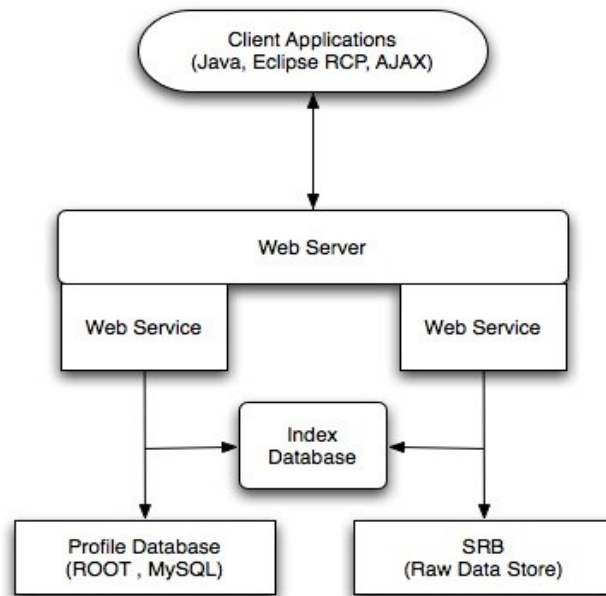 Client Applications
(Java, Eclipse RCP, AJAX)
Web Server
Web Service
Web Service
Index
Database
Profile Database
(ROOT , MySQL)
SRB
(Raw Data Store)